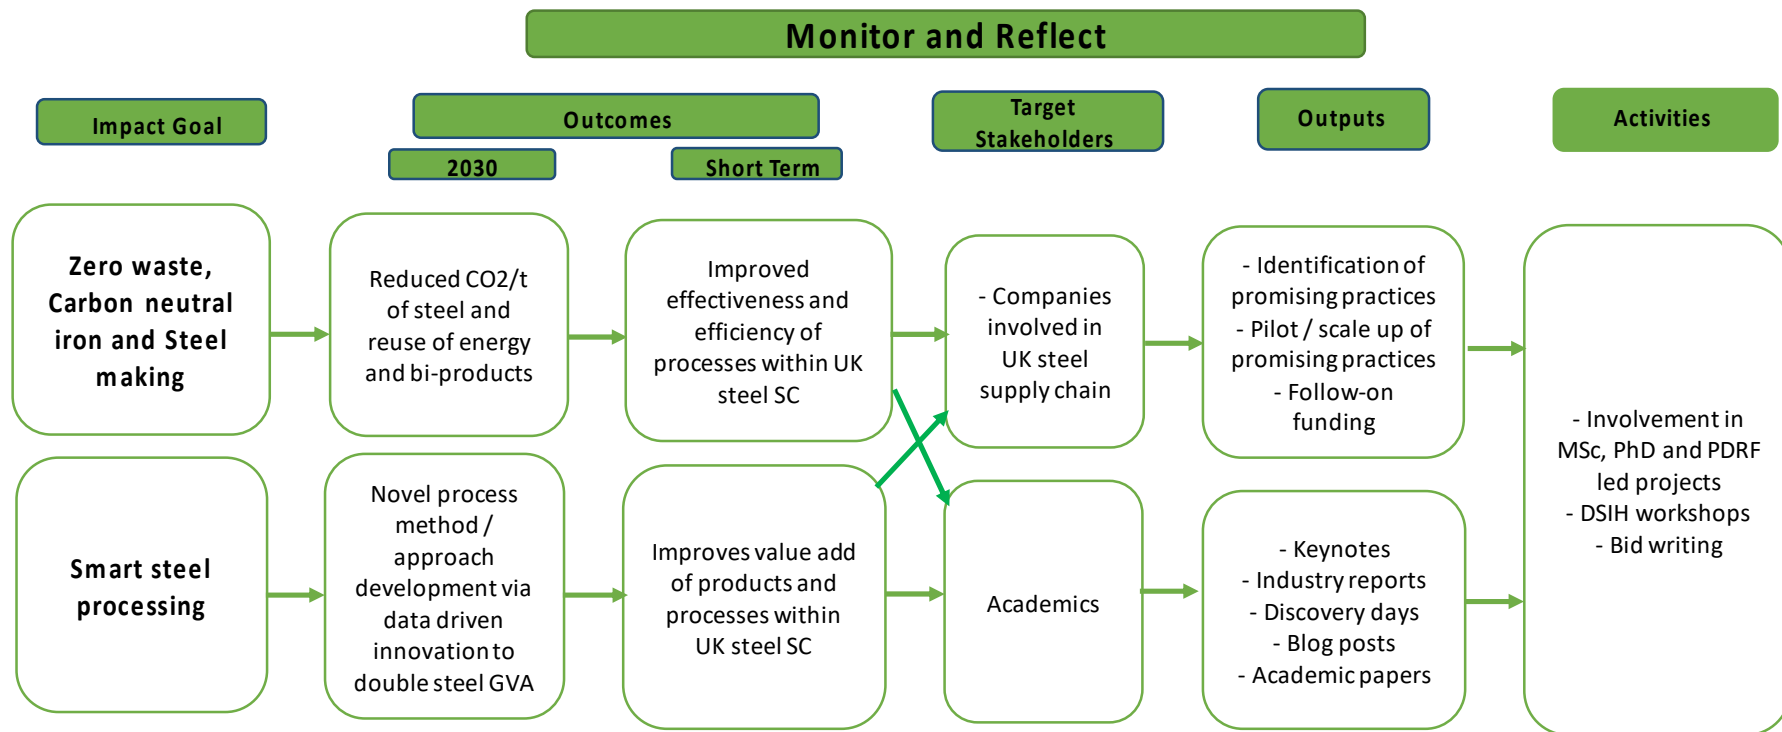 Monitor and Reflect
Impact Goal
Outcomes
2030
Short Term
Target
Stakeholders
Outputs
Activities
Zero waste,
Carbon neutral
iron and Steel
making
Reduced CO2/t
of steel and
reuse of energy
and bi-products
Improved
effectiveness and
efficiency of
processes within UK
steel SC
- Companies
involved in
UK steel
supply chain
- Identification of
promising practices
- Pilot / scale up of
promising practices
- Follow-on
funding
- Involvement in
MSc, PhD and PDRF
led projects
- DSIH workshops
- Bid writing
Smart steel
processing
Novel process
method /
approach
development via
data driven
innovation to
double steel GVA
Improves value add
of products and
processes within
UK steel SC
Academics
- Keynotes
- Industry reports
- Discovery days
- Blog posts
- Academic papers